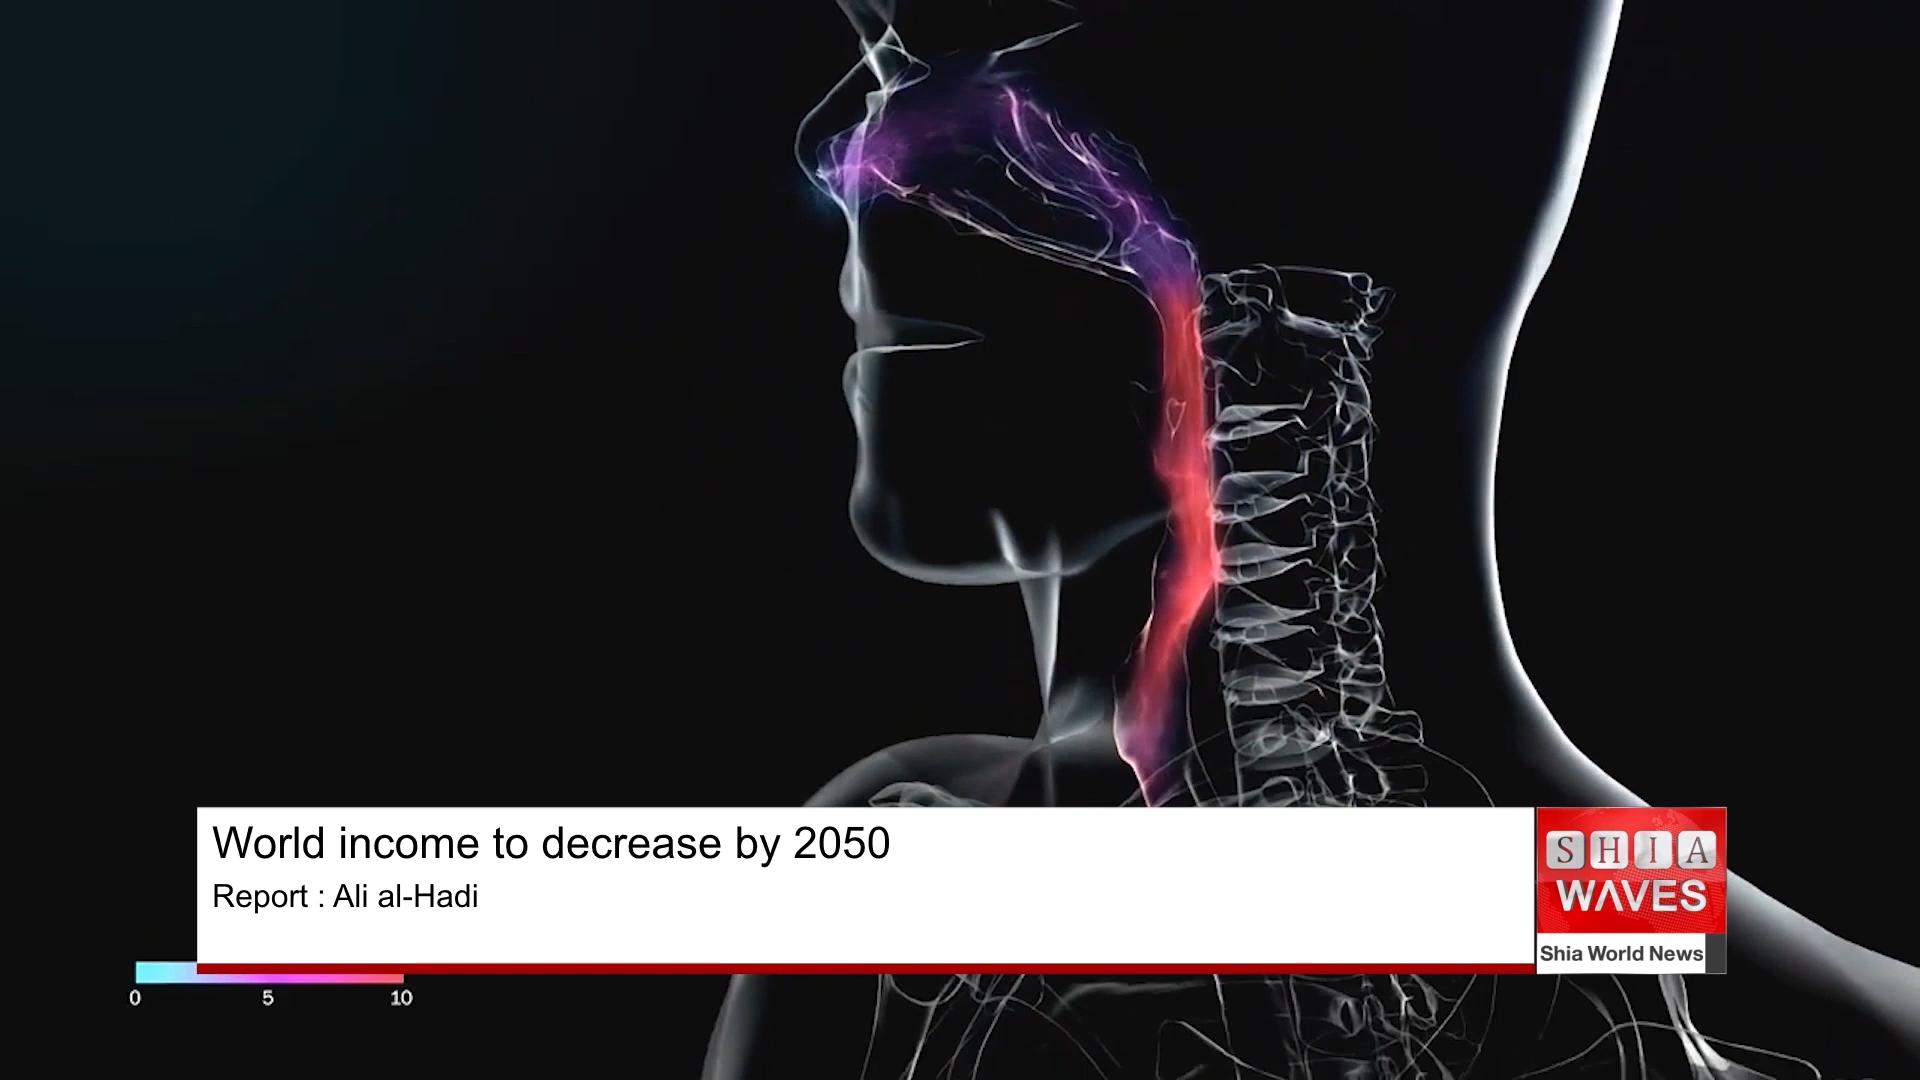 World income to decrease by 2050
Report : Ali al-Hadi
SHIA
WAVES
Shia World News
0 5 10